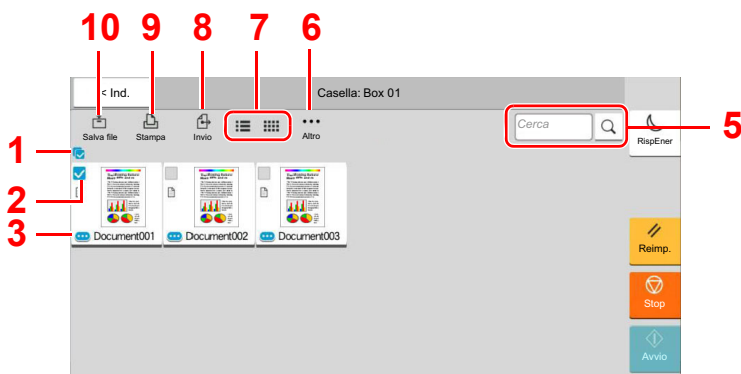 10 9 8 7 6
< Ind. Casella: Box 01
Salva file Stampa Invio Altro
Cerca
5
RispEner
1
2
3
Document001 Document002 Document003
Reimp.
Stop
Avvio